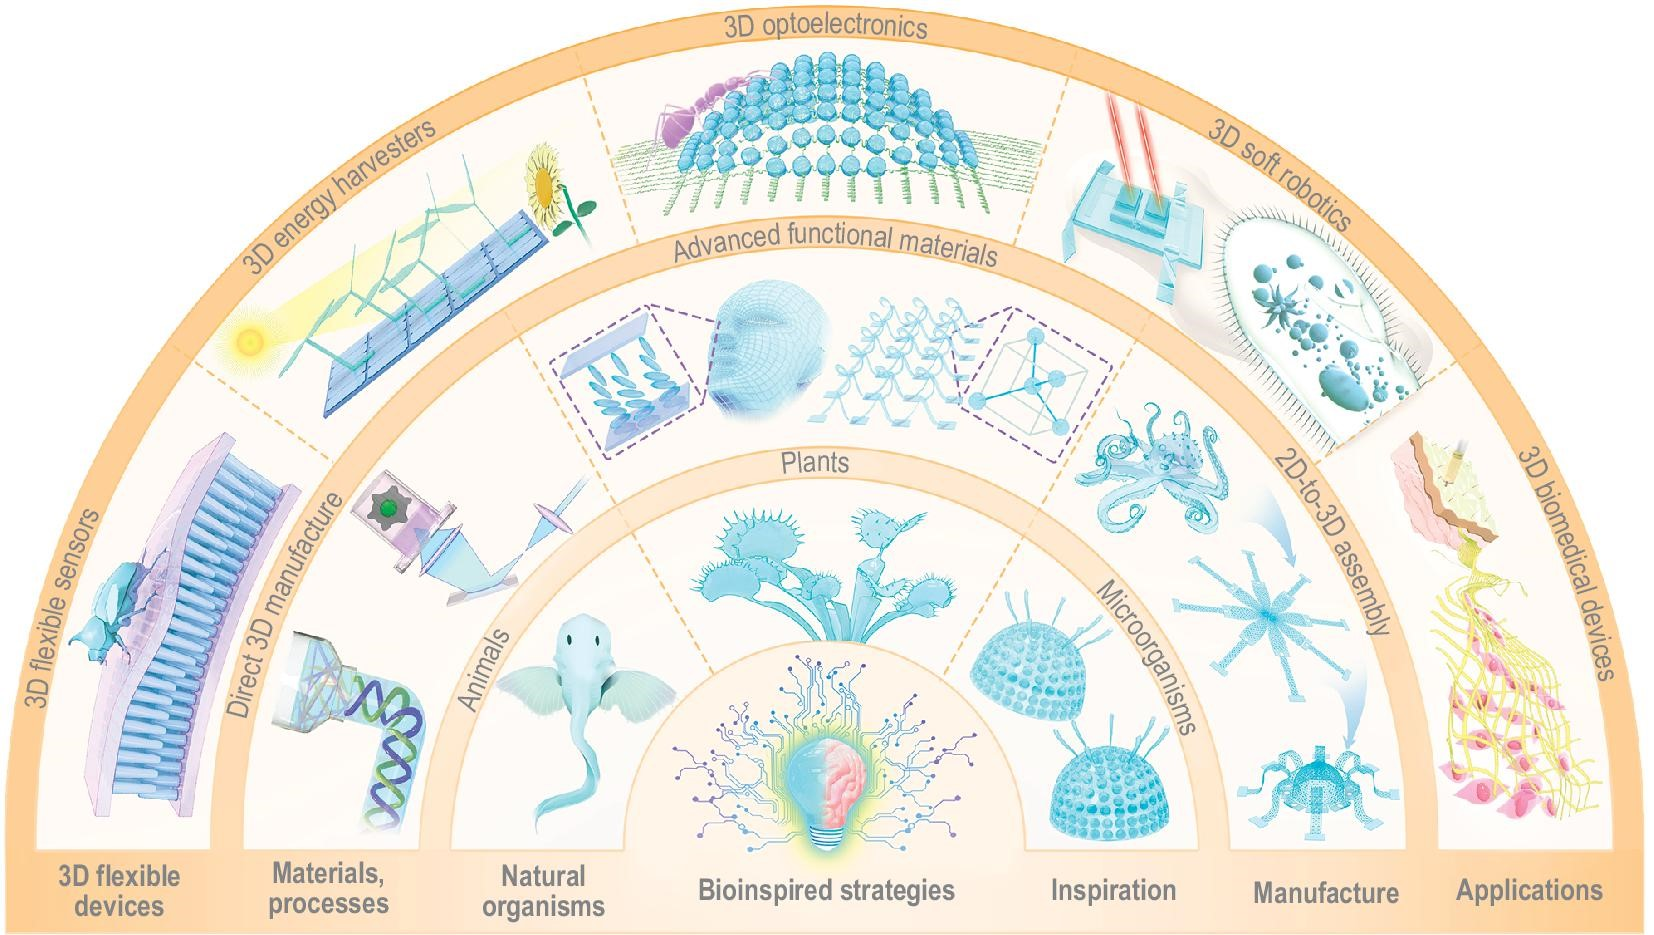 3D optoelectronics
3D energy harvesters
3D soft robotics
Advanced functional materials
3D flexible sensors
Direct 3D manufacture
Plants
2D-to-3D assembly
3D biomedical devices
Animals
Microorganisms
3D flexible
devices
Materials,
processes
Natural
organisms
Bioinspired strategies
Inspiration
Manufacture
Applications